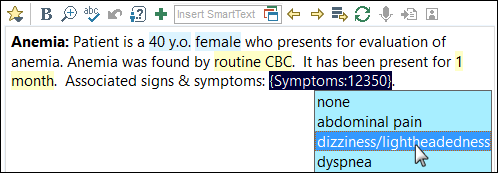 B abc Insert SmartText
Anemia: Patient is a 40 y.o. female who presents for evaluation of
anemia. Anemia was found by routine CBC. It has been present for 1
month. Associated signs & symptoms: {Symptoms:12350}.
none
abdominal pain
dizziness/lightheadedness
dyspnea